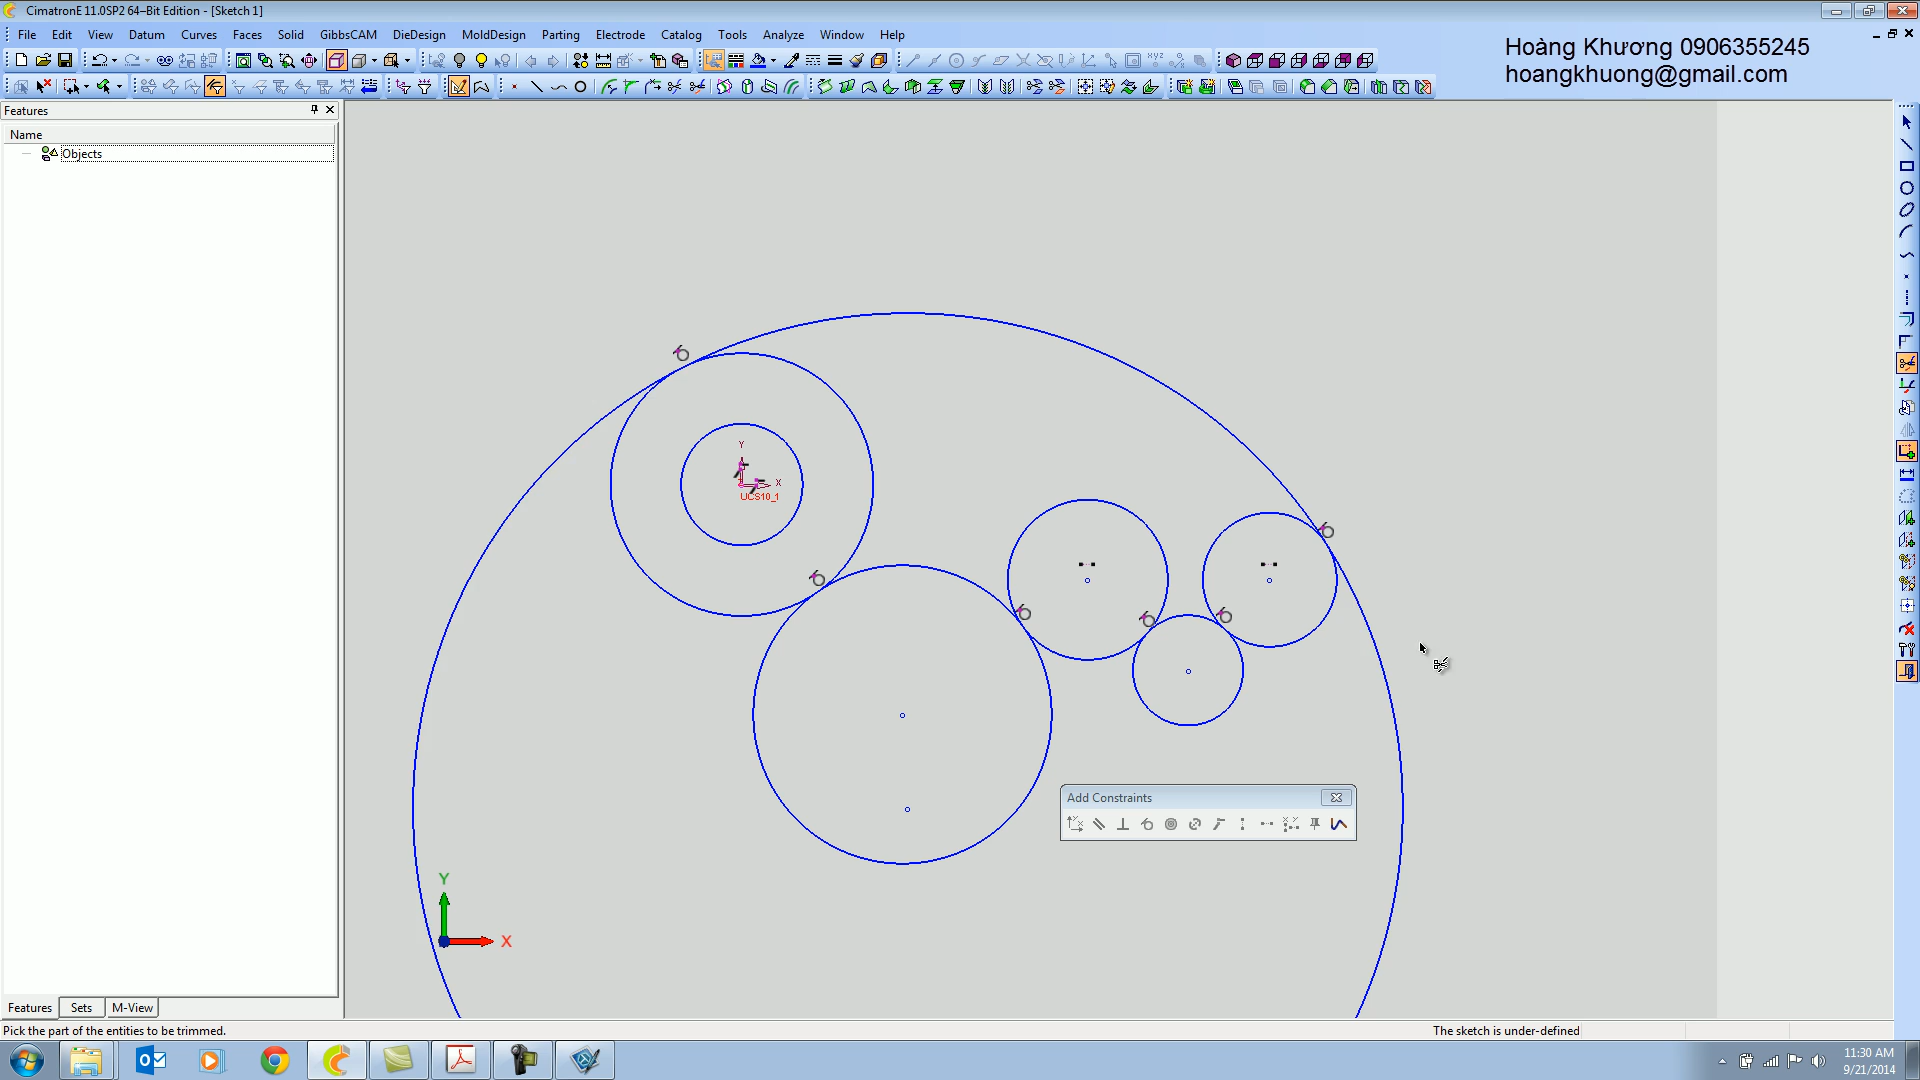 CimatronE 11.0SP2 64–Bit Edition - [Sketch 1]
File Edit View Datum Curves Faces Solid GibbsCAM DieDesign MoldDesign Parting Electrode Catalog Tools Analyze Window Help
Hoàng Khương 0906355245
hoangkhuong@gmail.com
Features
Name
Objects
Y
X
UCS10_1
Add Constraints
Y
X
Features Sets M-View
Pick the part of the entities to be trimmed.
The sketch is under-defined
11:30 AM
9/21/2014